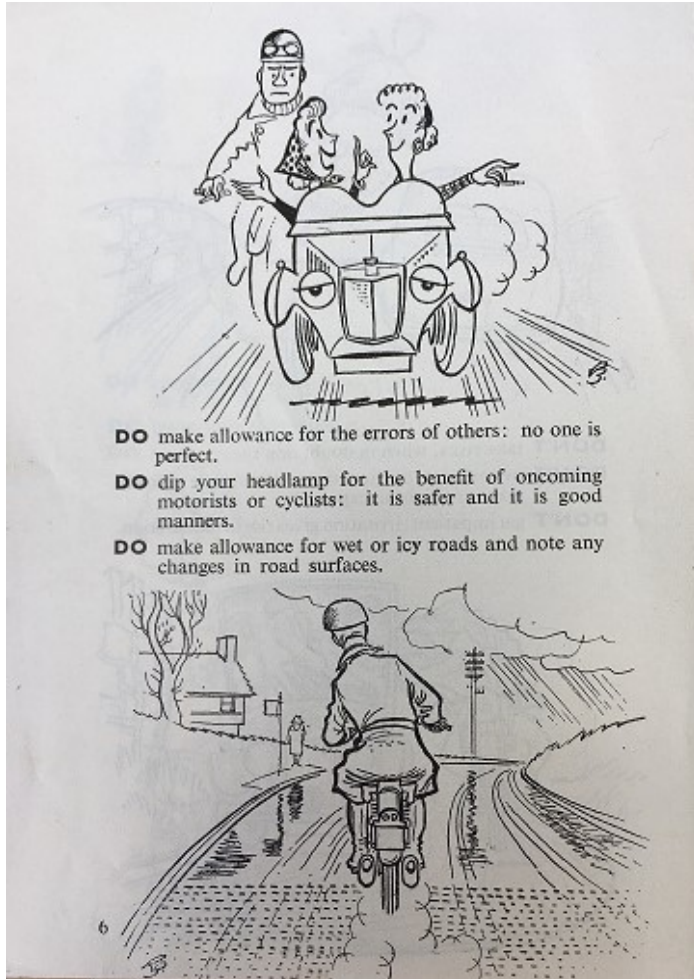 DO make allowance for the errors of others: no one is
perfect.
DO dip your headlamp for the benefit of oncoming
motorists or cyclists: it is safer and it is good
manners.
DO make allowance for wet or icy roads and note any
changes in road surfaces.
6